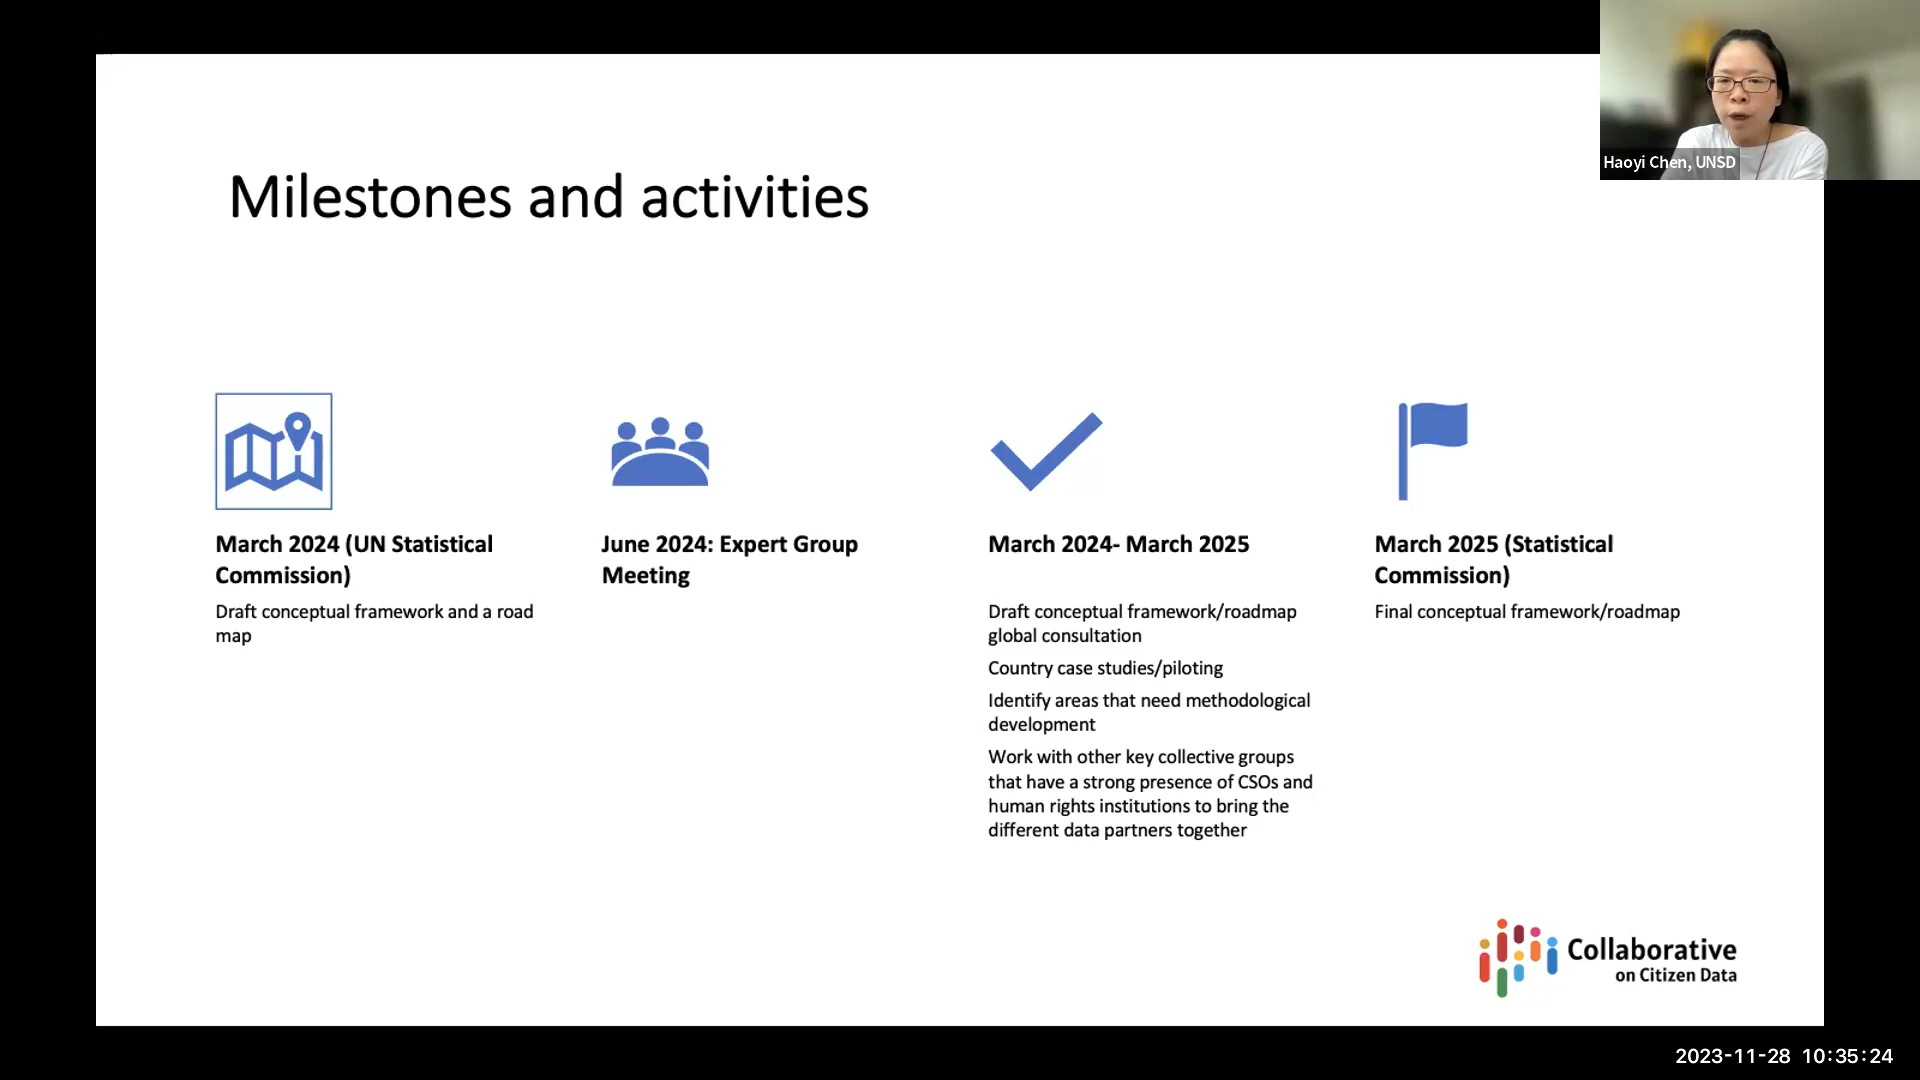 Haoyi Chen, UNSD
Milestones and activities
March 2024 (UN Statistical
Commission)
Draft conceptual framework and a road
map
June 2024: Expert Group
Meeting
March 2024- March 2025
Draft conceptual framework/roadmap
global consultation
Country case studies/piloting
Identify areas that need methodological
development
Work with other key collective groups
that have a strong presence of CSOs and
human rights institutions to bring the
different data partners together
March 2025 (Statistical
Commission)
Final conceptual framework/roadmap
Collaborative
on Citizen Data
2023-11-28 10:35:24